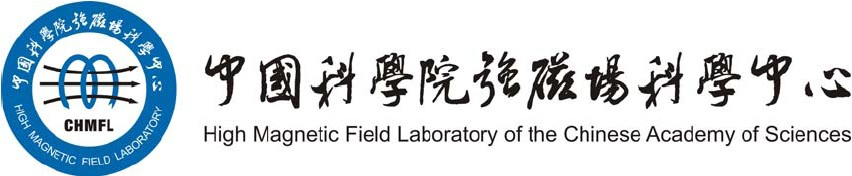 中國科學院強磁場科學中心
CHMFL
HIGH MAGNETIC FIELD LABORATORY
中國科學院強磁場科學中心
High Magnetic Field Laboratory of the Chinese Academy of Sciences